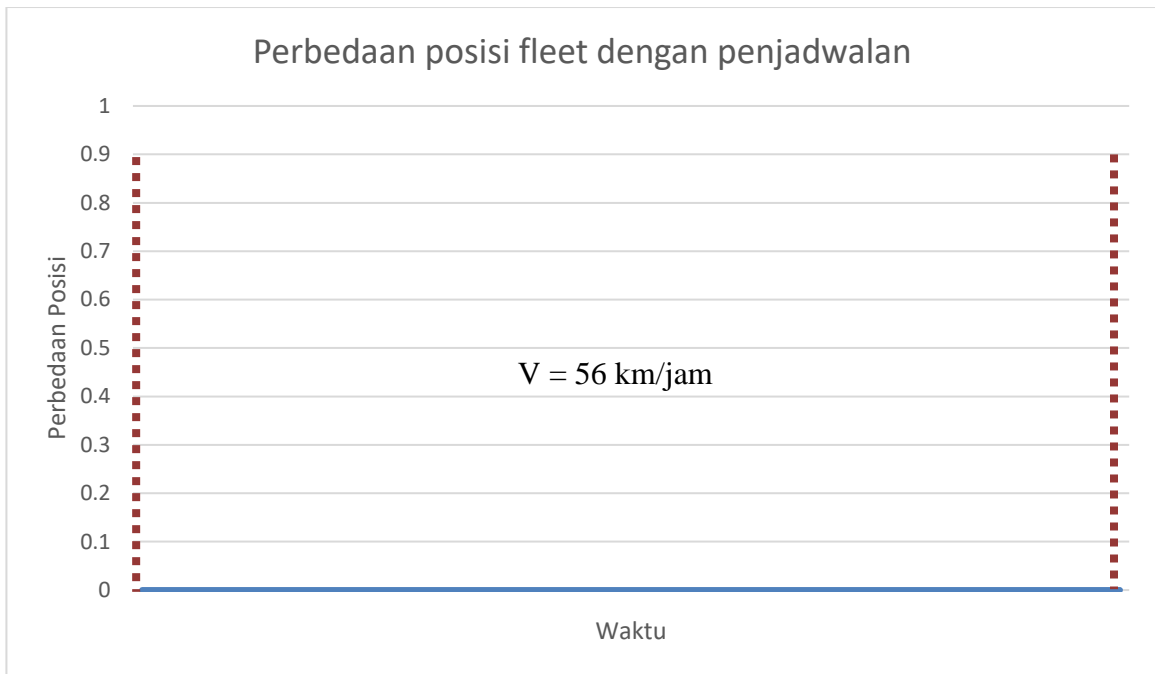 Perbedaan posisi fleet dengan penjadwalan
1
0.9
0.8
0.7
0.6
0.5
0.4
0.3
0.2
0.1
0
Perbedaan Posisi
V = 56 km/jam
Waktu